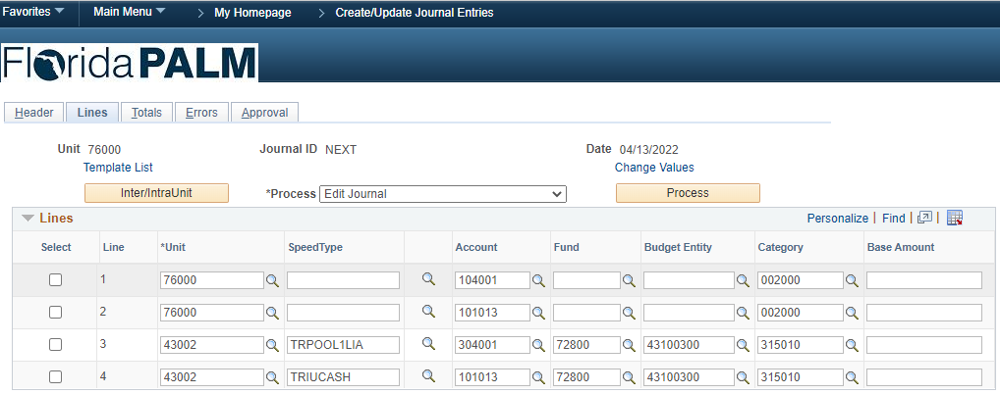 Favorites Main Menu My Homepage Create/Update Journal Entries
Florida PALM
Header Lines Totals Errors Approval
Unit 76000 Journal ID NEXT Date 04/13/2022
Template List Change Values
Inter/IntraUnit *Process Edit Journal Process
Lines Personalize | Find | |
Select Line *Unit SpeedType Account Fund Budget Entity Category Base Amount
1 76000 104001 002000
2 76000 101013 002000
3 43002 TRPOOL1LIA 304001 72800 43100300 315010
4 43002 TRIUCASH 101013 72800 43100300 315010